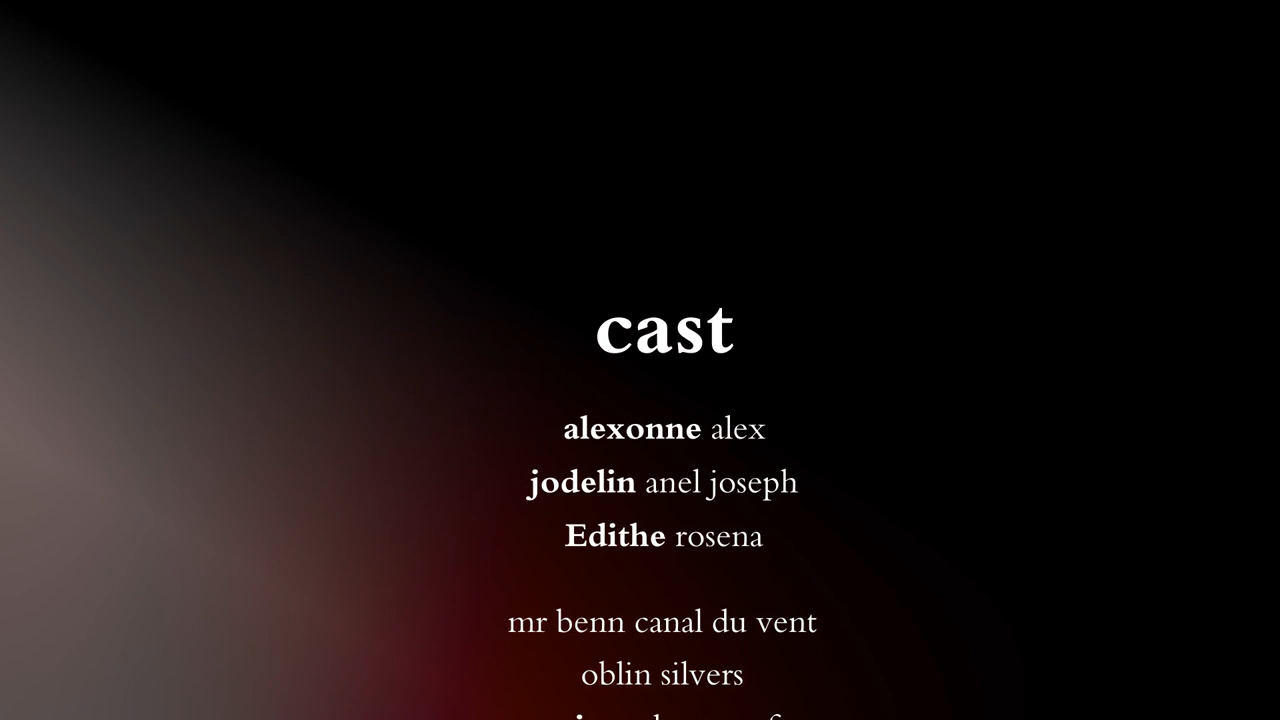 cast
alexonne alex
jodelin anel joseph
Edithe rosena
mr benn canal du vent
oblin silvers